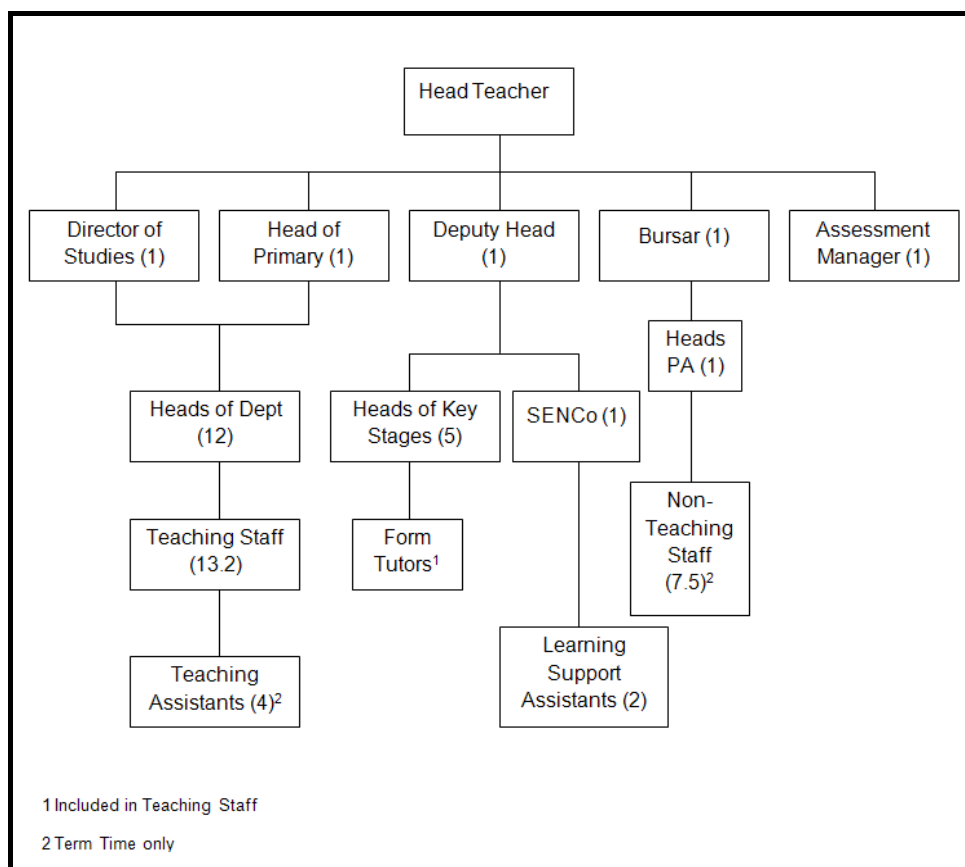 Head Teacher
Director of
Studies (1)
Head of
Primary (1)
Deputy Head
(1)
Bursar (1)
Assessment
Manager (1)
Heads
PA (1)
Heads of Dept
(12)
Heads of Key
Stages (5)
SENCo (1)
Non-
Teaching
Staff
(7.5)²
Teaching Staff
(13.2)
Form
Tutors¹
Learning
Support
Assistants (2)
Teaching
Assistants (4)²
1 Included in Teaching Staff
2 Term Time only